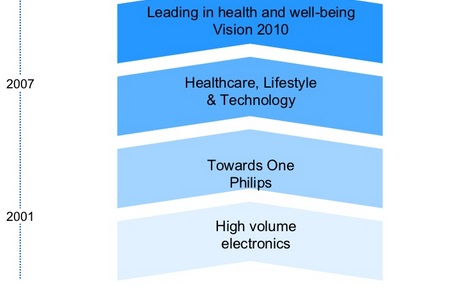 Leading in health and well-being
Vision 2010
2007
Healthcare, Lifestyle
& Technology
Towards One
Philips
2001
High volume
electronics